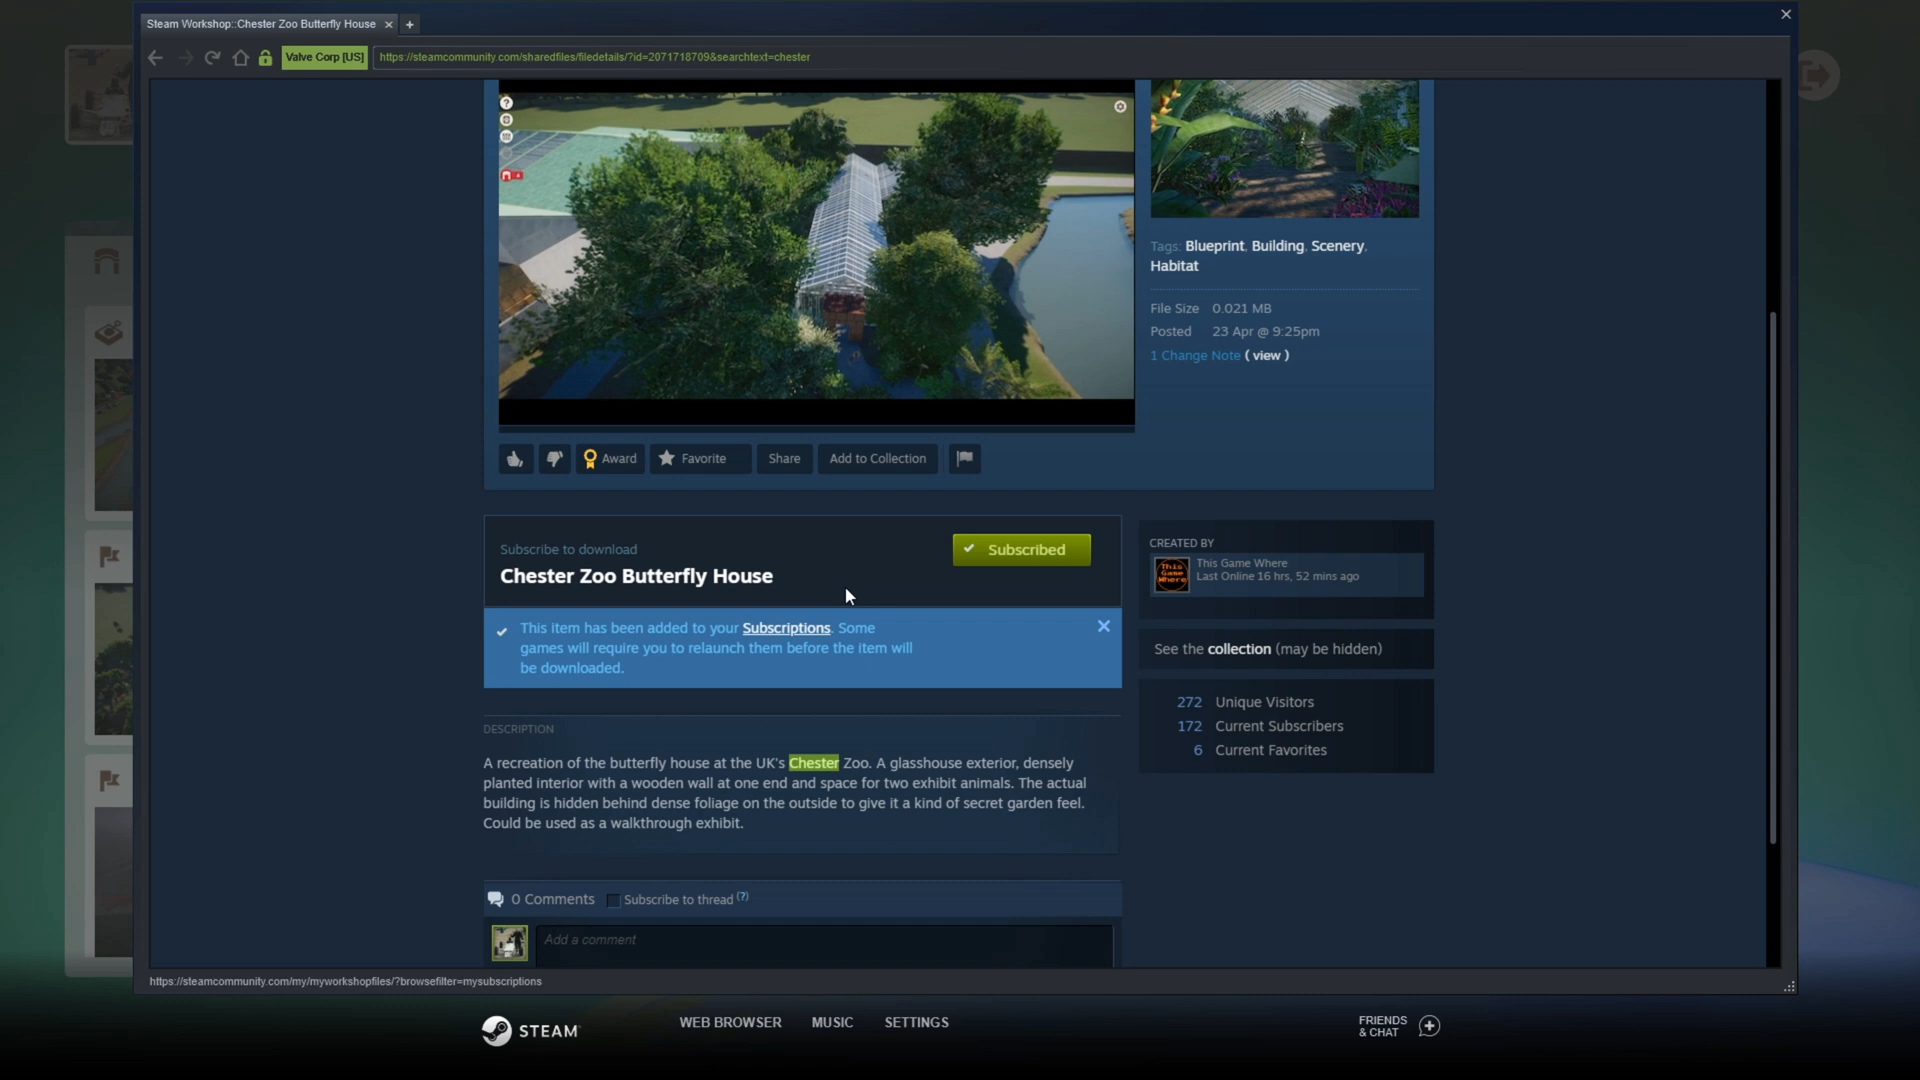 Steam Workshop::Chester Zoo Butterfly House
Valve Corp [US]
https://steamcommunity.com/sharedfiles/filedetails/?id=2071718709&searchtext=chester
Tags: Blueprint, Building, Scenery,
Habitat
File Size 0.021 MB
Posted 23 Apr @ 9:25pm
1 Change Note ( view )
Award
Favorite
Share
Add to Collection
Subscribe to download
Chester Zoo Butterfly House
Subscribed
This item has been added to your Subscriptions. Some
games will require you to relaunch them before the item will
be downloaded.
CREATED BY
This Game Where
This Game Where
Last Online 16 hrs, 52 mins ago
See the collection (may be hidden)
272 Unique Visitors
172 Current Subscribers
6 Current Favorites
DESCRIPTION
A recreation of the butterfly house at the UK's Chester Zoo. A glasshouse exterior, densely
planted interior with a wooden wall at one end and space for two exhibit animals. The actual
building is hidden behind dense foliage on the outside to give it a kind of secret garden feel.
Could be used as a walkthrough exhibit.
0 Comments
Subscribe to thread (?)
Add a comment
https://steamcommunity.com/my/myworkshopfiles/?browsefilter=mysubscriptions
STEAM
WEB BROWSER
MUSIC
SETTINGS
FRIENDS
& CHAT